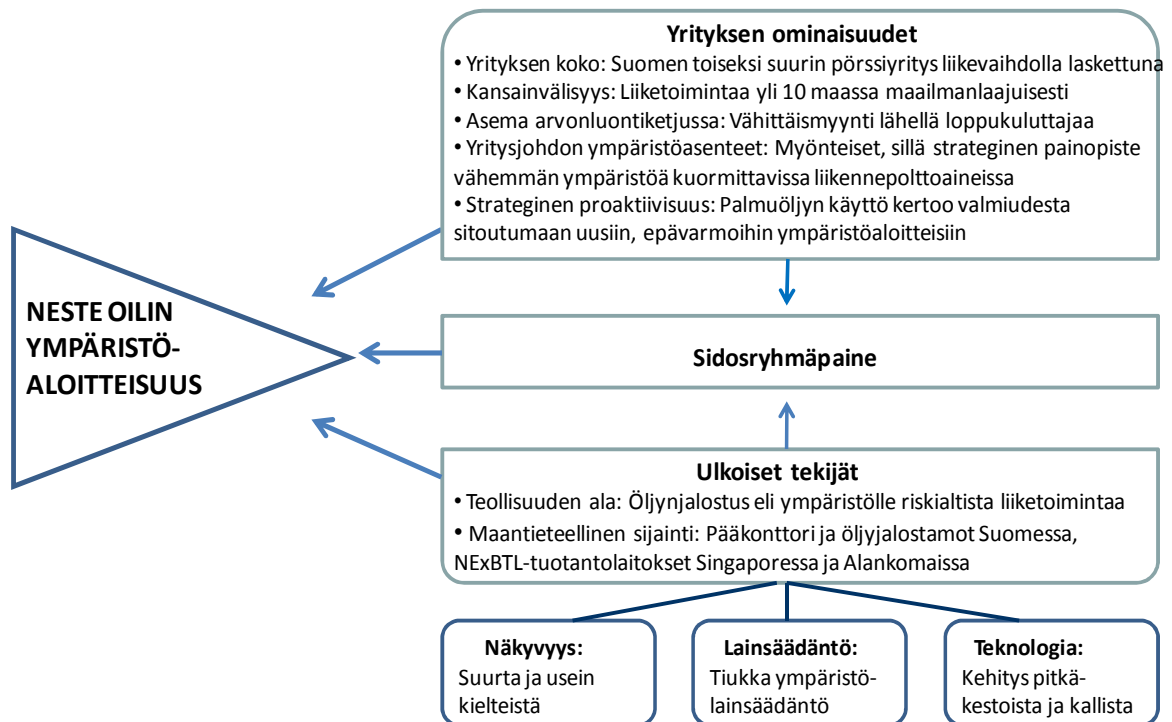 Yrityksen ominaisuudet
• Yrityksen koko: Suomen toiseksi suurin pörssiyritys liikevaihdolla laskettuna
• Kansainvälisyys: Liiketoimintaa yli 10 maassa maailmanlaajuisesti
• Asema arvonluontiketjussa: Vähittäismyynti lähellä loppukuluttajaa
• Yritysjohdon ympäristöasenteet: Myönteiset, sillä strateginen painopiste
vähemmän ympäristöä kuormittavissa liikennepolttoaineissa
• Strateginen proaktiivisuus: Palmuöljyn käyttö kertoo valmiudesta
sitoutumaan uusiin, epävarmoihin ympäristöaloitteisiin
NESTE OILIN
YMPÄRISTÖ-
ALOITTEISUUS
Sidosryhmäpaine
Ulkoiset tekijät
• Teollisuuden ala: Öljynjalostus eli ympäristölle riskialtista liiketoimintaa
• Maantieteellinen sijainti: Pääkonttori ja öljyjalostamot Suomessa,
NExBTL-tuotantolaitokset Singaporessa ja Alankomaissa
Näkyvyys:
Suurta ja usein
kielteistä
Lainsäädäntö:
Tiukka ympäristö-
lainsäädäntö
Teknologia:
Kehitys pitkä-
kestoista ja kallista